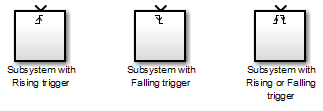 Subsystem with
Rising trigger
Subsystem with
Falling trigger
Subsystem with
Rising or Falling
trigger